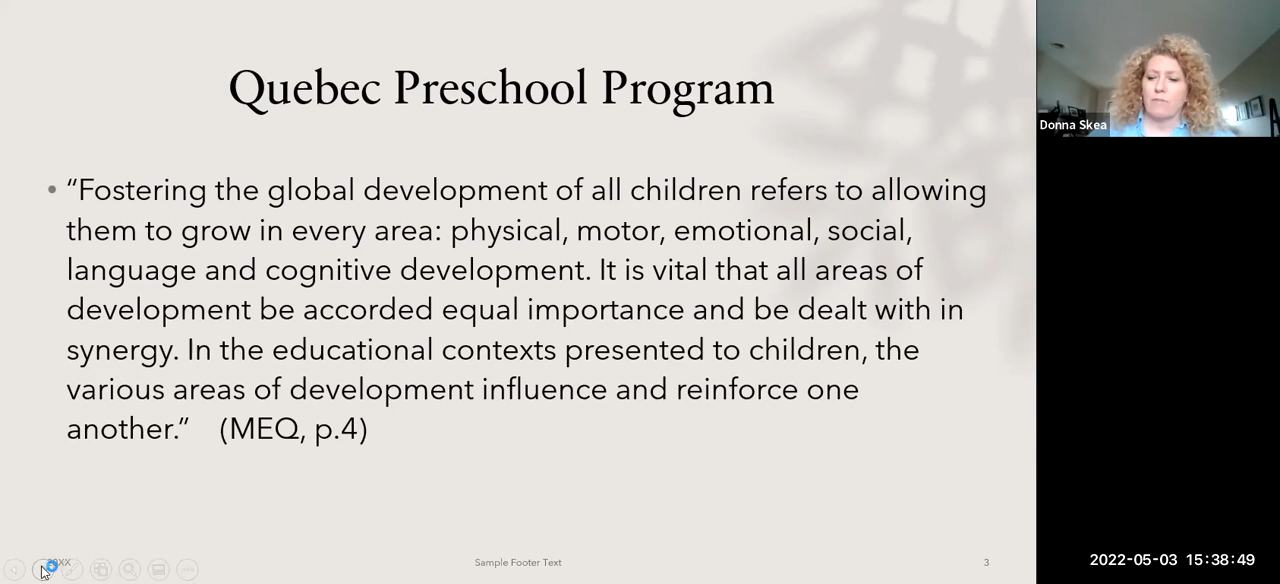 Quebec Preschool Program
• “Fostering the global development of all children refers to allowing
them to grow in every area: physical, motor, emotional, social,
language and cognitive development. It is vital that all areas of
development be accorded equal importance and be dealt with in
synergy. In the educational contexts presented to children, the
various areas of development influence and reinforce one
another.” (MEQ, p.4)
Sample Footer Text
3
Donna Skea
2022-05-03 15:38:49